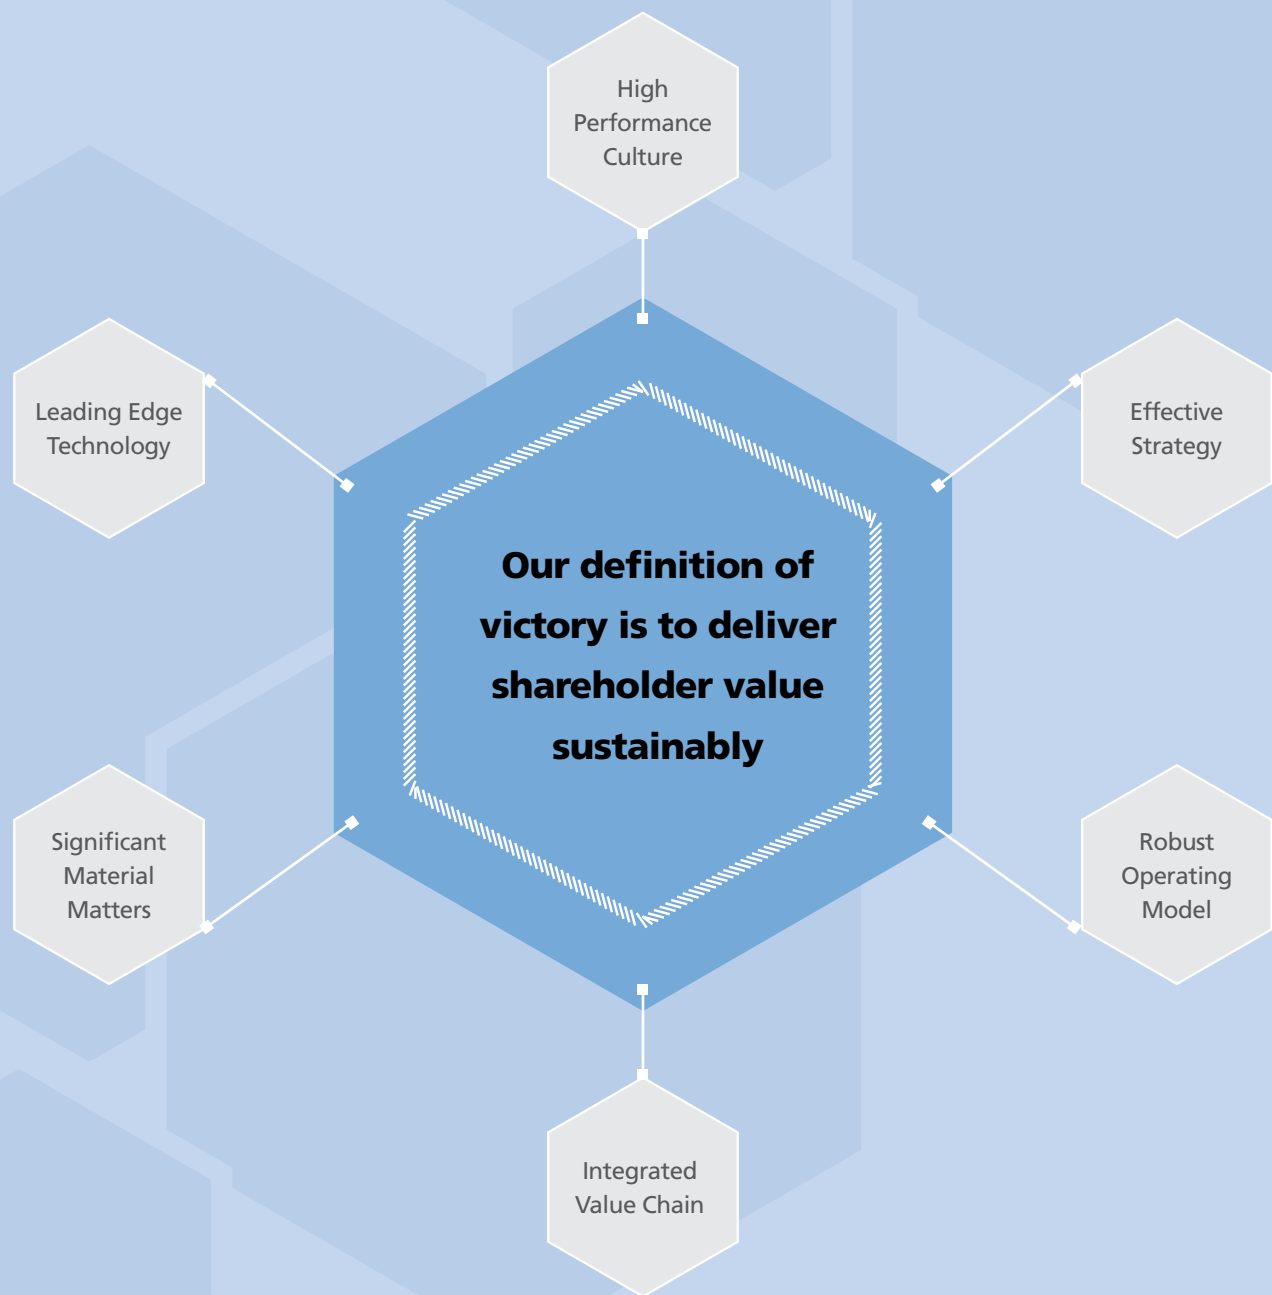 High
Performance
Culture
Leading Edge
Technology
Effective
Strategy
Our definition of
victory is to deliver
shareholder value
sustainably
Significant
Material
Matters
Robust
Operating
Model
Integrated
Value Chain